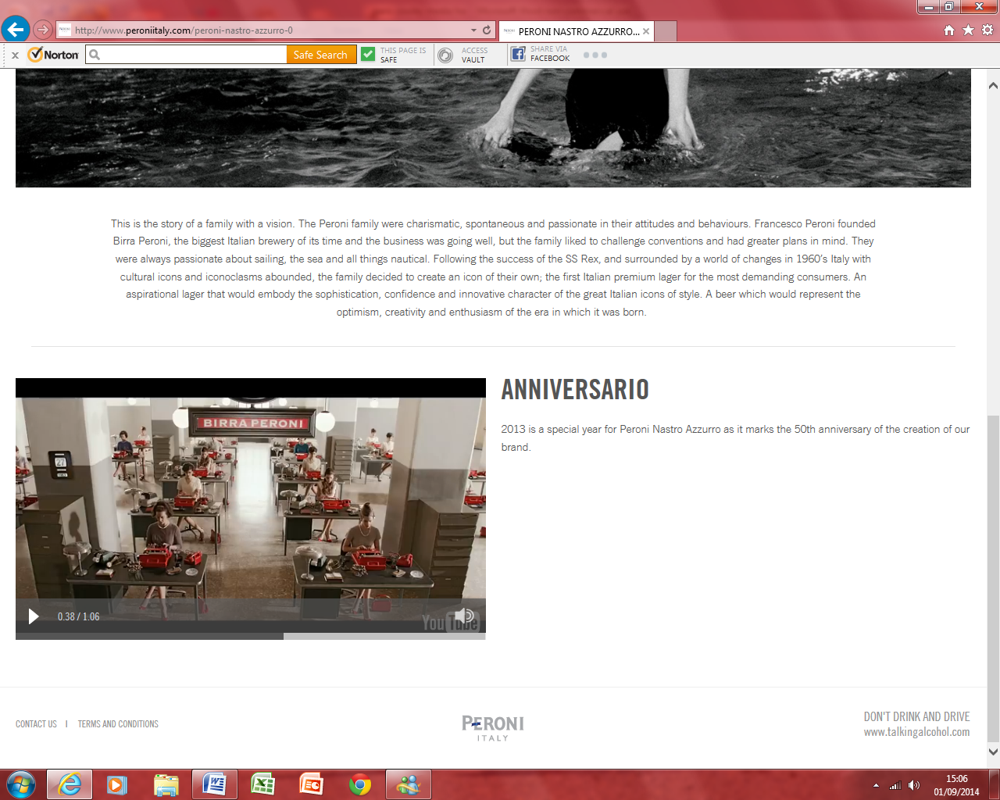 http://www.peroniitaly.com/peroni-nastro-azzurro-0
PERONI NASTRO AZZURRO...
Norton
Safe Search
THIS PAGE IS
SAFE
ACCESS
VAULT
SHARE VIA
FACEBOOK
This is the story of a family with a vision. The Peroni family were charismatic, spontaneous and passionate in their attitudes and behaviours. Francesco Peroni founded
Birra Peroni, the biggest Italian brewery of its time and the business was going well, but the family liked to challenge conventions and had greater plans in mind. They
were always passionate about sailing, the sea and all things nautical. Following the success of the SS Rex, and surrounded by a world of changes in 1960's Italy with
cultural icons and iconoclasms abounded, the family decided to create an icon of their own; the first Italian premium lager for the most demanding consumers. An
aspirational lager that would embody the sophistication, confidence and innovative character of the great Italian icons of style. A beer which would represent the
optimism, creativity and enthusiasm of the era in which it was born.
BIRRA PERONI
27
0.38 / 1.06
YouTube
ANNIVERSARIO
2013 is a special year for Peroni Nastro Azzurro as it marks the 50th anniversary of the creation of our
brand.
CONTACT US | TERMS AND CONDITIONS
PERONI
ITALY
DON'T DRINK AND DRIVE
www.talkingalcohol.com
15:06
01/09/2014